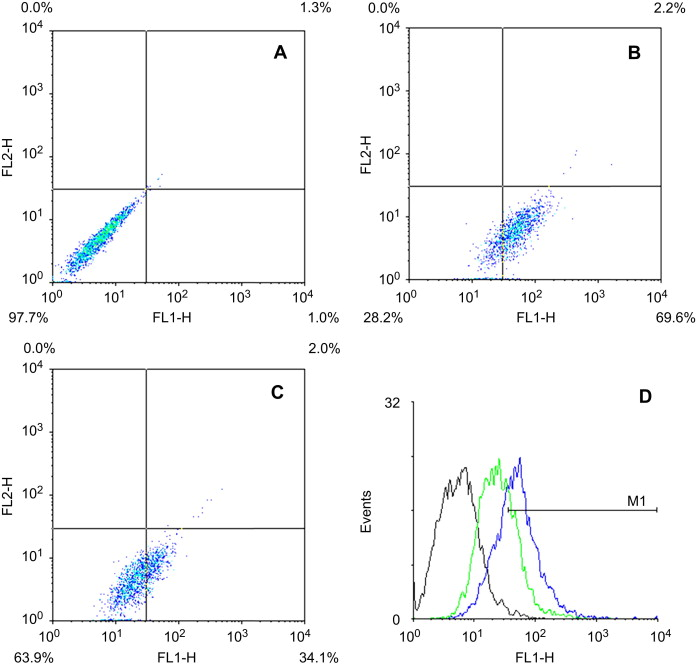 0.0% 1.3%
A
10⁴
10³
10²
10¹
10⁰
FL2-H
10⁰ 10¹ 10² 10³ 10⁴
97.7% FL1-H 1.0%
0.0% 2.2%
B
10⁴
10³
10²
10¹
10⁰
FL2-H
10⁰ 10¹ 10² 10³ 10⁴
28.2% FL1-H 69.6%
0.0% 2.0%
C
10⁴
10³
10²
10¹
10⁰
FL2-H
10⁰ 10¹ 10² 10³ 10⁴
63.9% FL1-H 34.1%
D
32
M1
Events
0
10⁰ 10¹ 10² 10³ 10⁴
FL1-H